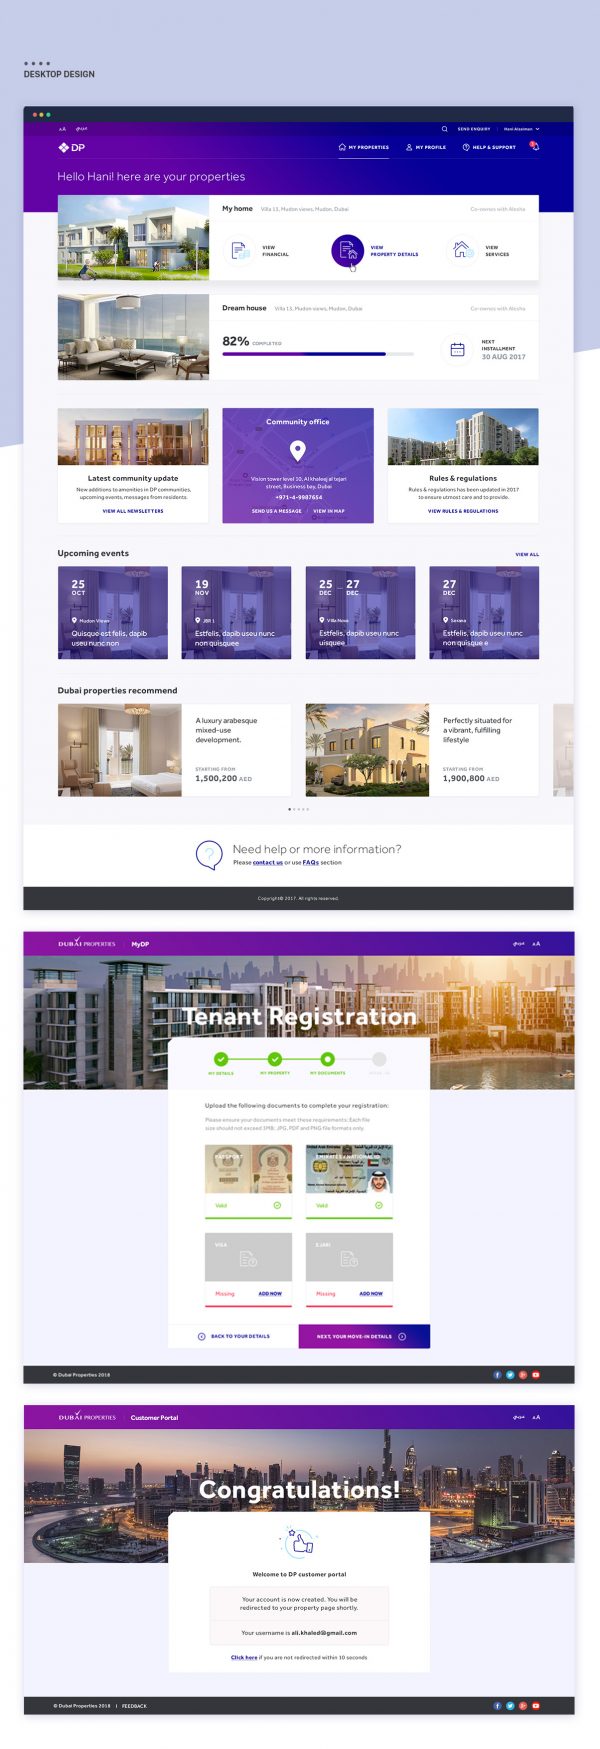 DESKTOP DESIGN
AA
SEND ENQUIRY
Hani Alzaiman
DP
MY PROPERTIES
MY PROFILE
HELP & SUPPORT
Hello Hani! here are your properties
My home Villa 13, Mudon views, Mudon, Dubai Co-ownes with Alesha
VIEW
FINANCIAL
VIEW
PROPERTY DETAILS
VIEW
SERVICES
Dream house Villa 13, Mudon views, Mudon, Dubai Co-ownes with Alesha
82% COMPLETED
NEXT
INSTALLMENT
30 AUG 2017
Latest community update
New additions to amenities in DP communities,
upcoming events, messages from residents.
VIEW ALL NEWSLETTERS
Community office
Vision tower level 10, Al khaleej al tejari
street, Business bay, Dubai
+971-4-9987654
SEND US A MESSAGE
VIEW IN MAP
Rules & regulations
Rules & regulations has been updated in 2017
to ensure utmost care and to provide.
VIEW RULES & REGULATIONS
Upcoming events
VIEW ALL
25
OCT
Mudon Views
Quisque est felis, dapib
useu nunc non
19
NOV
JBR 1
Estfelis, dapib useu nunc
non quisquee
25 27
DEC DEC
Villa Nova
Estfelis, dapib useu nunc
uisquee
27
DEC
Serena
Estfelis, dapib useu nunc
non quisque e
Dubai properties recommend
A luxury arabesque
mixed-use
development.
STARTING FROM
1,500,200 AED
Perfectly situated for
a vibrant, fulfilling
lifestyle
STARTING FROM
1,900,800 AED
Need help or more information?
Please contact us or use FAQs section
Copyright© 2017. All rights reserved.
DUBAI PROPERTIES
MyDP
عربي
AA
Tenant Registration
MY DETAILS
MY PROPERTY
MY DOCUMENTS
Upload the following documents to complete your registration:
Please ensure your documents meet these requirements: Each file
size should not exceed 3MB. JPG, PDF and PNG file formats only.
PASSPORT
EMIRATES / NATIONAL ID
Valid
Valid
VISA
EJARI
Missing ADD NOW
Missing ADD NOW
BACK TO YOUR DETAILS
NEXT, YOUR MOVE-IN DETAILS
© Dubai Properties 2018
DUBAI PROPERTIES
Customer Portal
عربي
AA
Congratulations!
Welcome to DP customer portal
Your account is now created. You will be
redirected to your property page shortly.
Your username is ali.khaled@gmail.com
Click here if you are not redirected within 10 seconds
© Dubai Properties 2018 | FEEDBACK